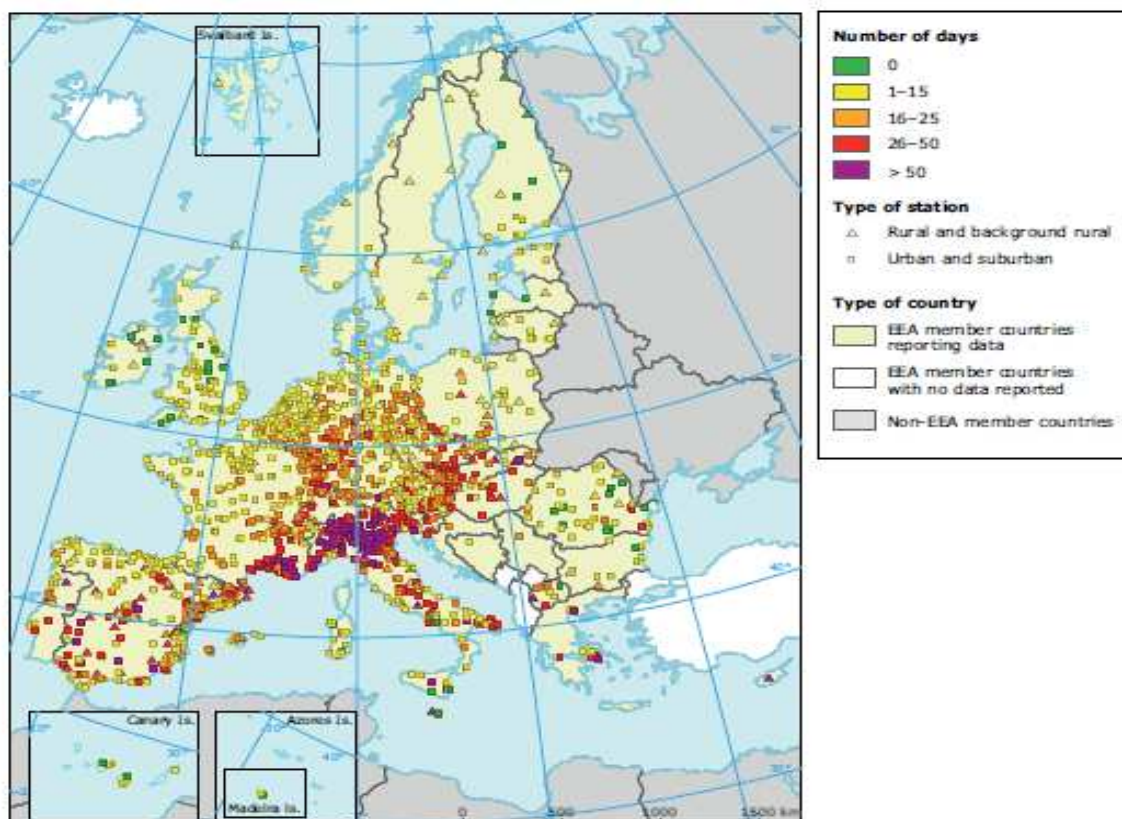 Svalbard Is.
Canary Is.
Azores Is.
Madeira Is.
0 500 1000 1500 km
Number of days
0
1–15
16–25
26–50
> 50
Type of station
Rural and background rural
Urban and suburban
Type of country
EEA member countries
reporting data
EEA member countries
with no data reported
Non-EEA member countries